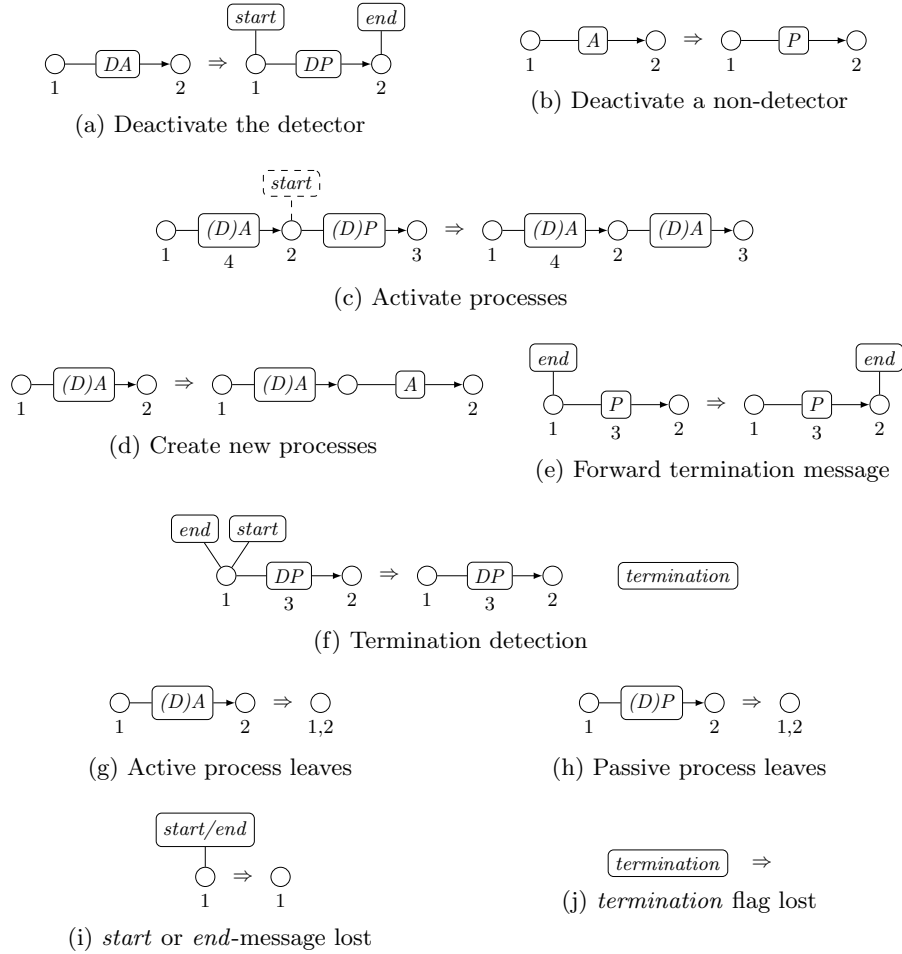 start end
DA ⇒ DP
1 2 1 2
(a) Deactivate the detector
A ⇒ P
1 2 1 2
(b) Deactivate a non-detector
start
(D)A (D)P ⇒ (D)A (D)A
1 4 2 3 1 4 2 3
(c) Activate processes
(D)A ⇒ (D)A A
1 2 1 2
(d) Create new processes
end end
P ⇒ P
1 3 2 1 3 2
(e) Forward termination message
end start
DP ⇒ DP termination
1 3 2 1 3 2
(f) Termination detection
(D)A ⇒
1 2 1,2
(g) Active process leaves
(D)P ⇒
1 2 1,2
(h) Passive process leaves
start/end
⇒
1 1
(i) start or end-message lost
termination ⇒
(j) termination flag lost